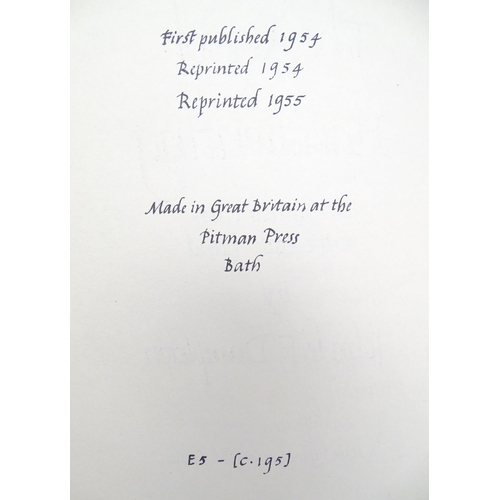 First published 1954
Reprinted 1954
Reprinted 1955
Made in Great Britain at the
Pitman Press
Bath
E5 - [C.195]